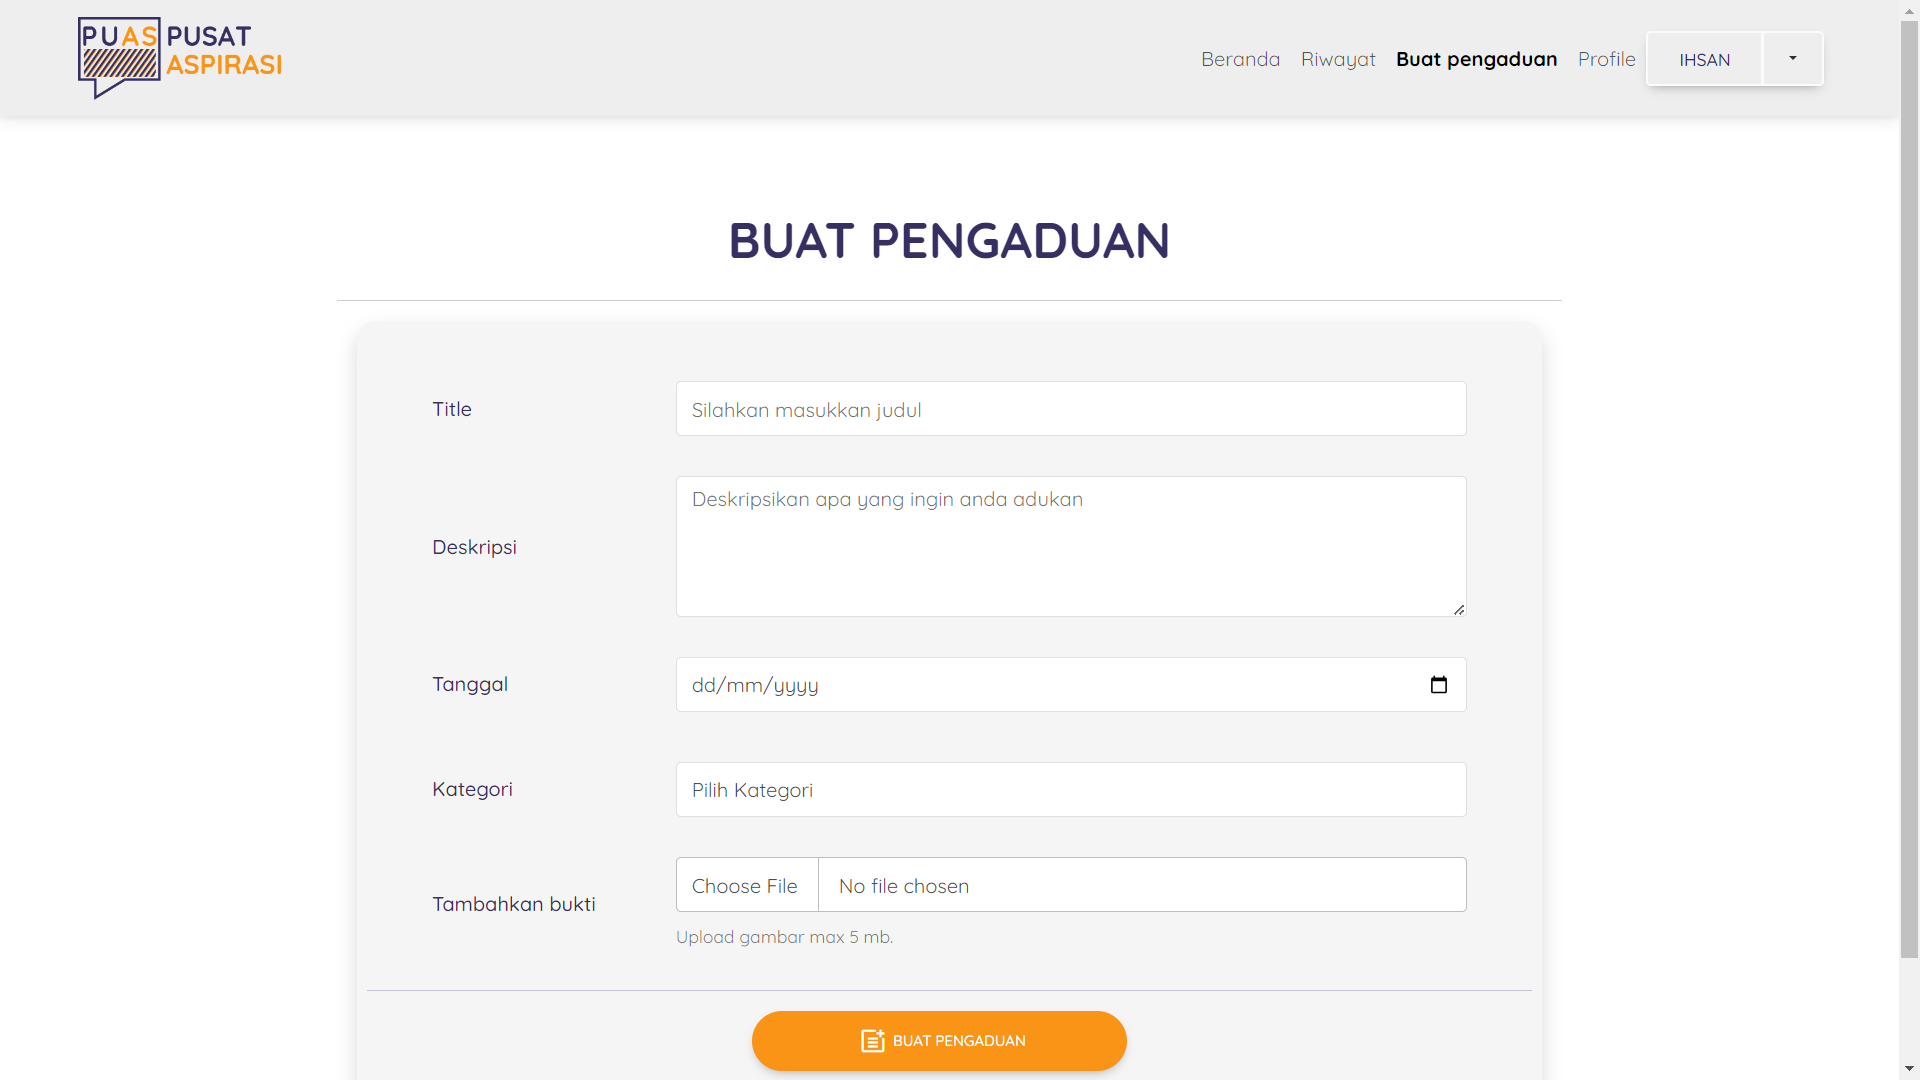 PUAS PUSAT
ASPIRASI
Beranda Riwayat Buat pengaduan Profile IHSAN
BUAT PENGADUAN
Title
Silahkan masukkan judul
Deskripsi
Deskripsikan apa yang ingin anda adukan
Tanggal
dd/mm/yyyy
Kategori
Pilih Kategori
Tambahkan bukti
Choose File No file chosen
Upload gambar max 5 mb.
BUAT PENGADUAN